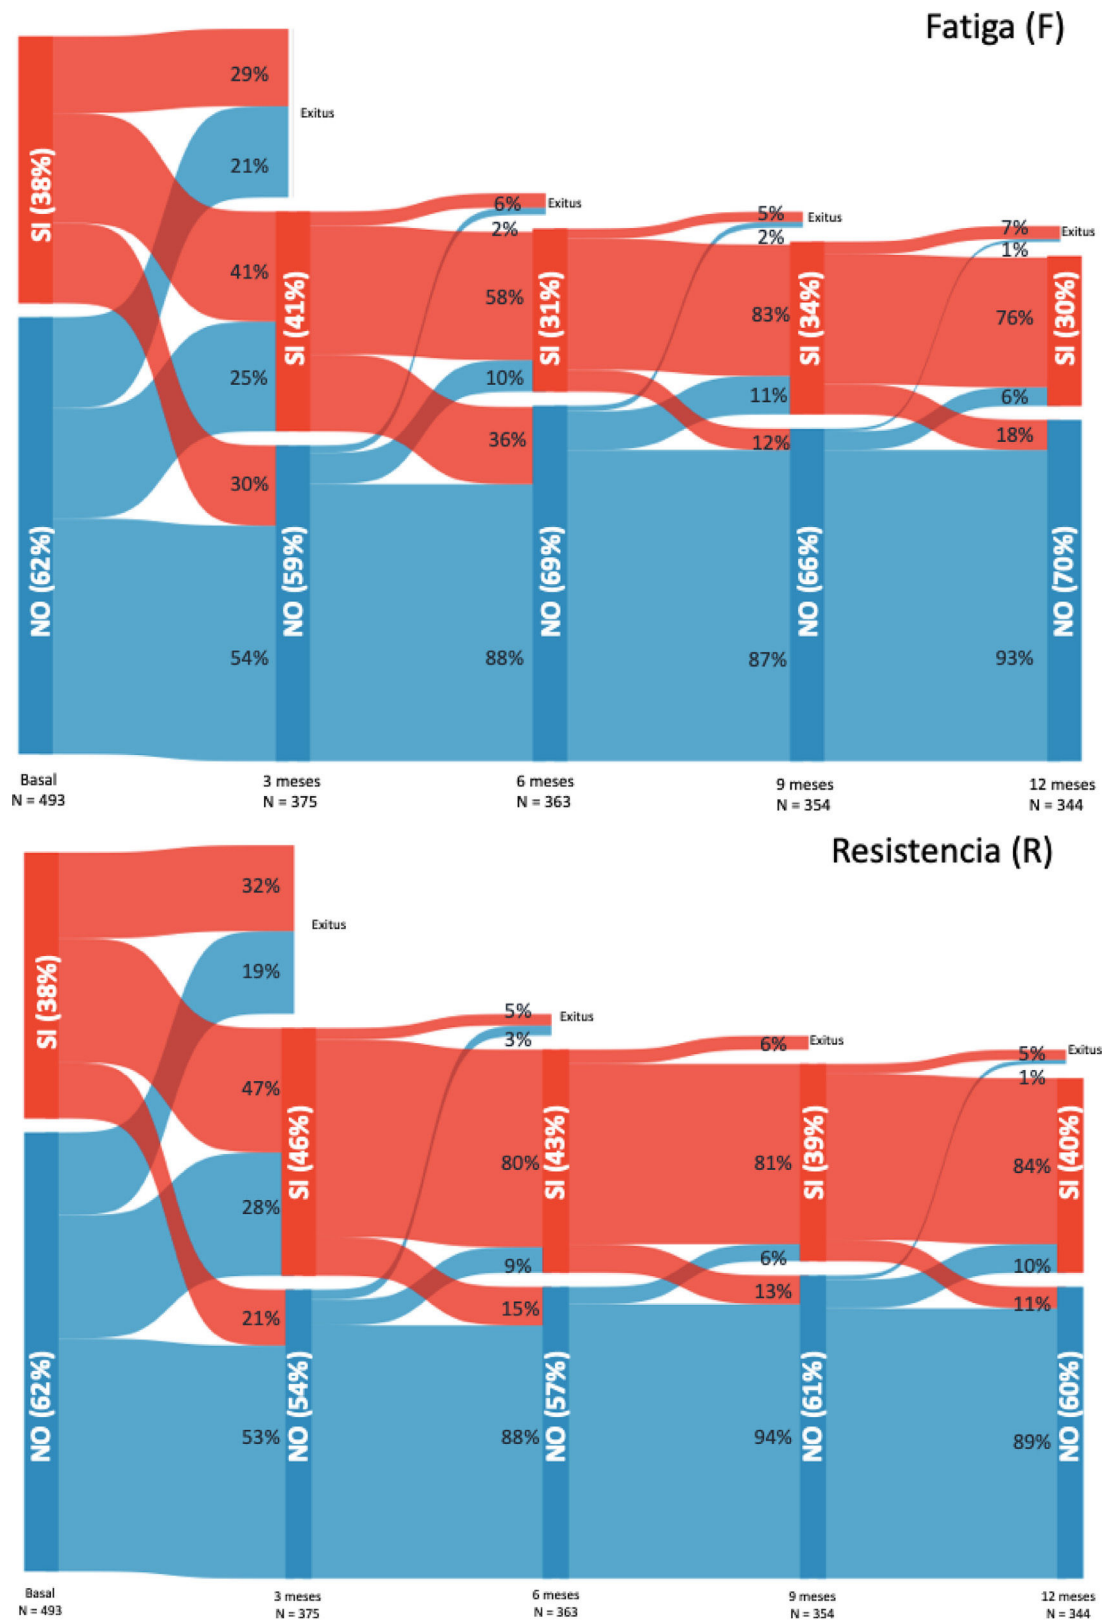 Fatiga (F)
29%
Exitus
21%
SI (38%)
6%
Exitus
2%
5%
Exitus
2%
7%
Exitus
1%
41%
SI (41%)
58%
SI (31%)
83%
SI (34%)
76%
SI (30%)
25%
10%
11%
6%
36%
12%
18%
30%
NO (62%)
NO (59%)
NO (69%)
NO (66%)
NO (70%)
54%
88%
87%
93%
Basal
N = 493
3 meses
N = 375
6 meses
N = 363
9 meses
N = 354
12 meses
N = 344
Resistencia (R)
32%
Exitus
19%
SI (38%)
5%
Exitus
3%
6%
Exitus
5%
Exitus
1%
47%
SI (46%)
80%
SI (43%)
81%
SI (39%)
84%
SI (40%)
28%
9%
6%
10%
21%
15%
13%
11%
NO (62%)
NO (54%)
NO (57%)
NO (61%)
NO (60%)
53%
88%
94%
89%
Basal
N = 493
3 meses
N = 375
6 meses
N = 363
9 meses
N = 354
12 meses
N = 344